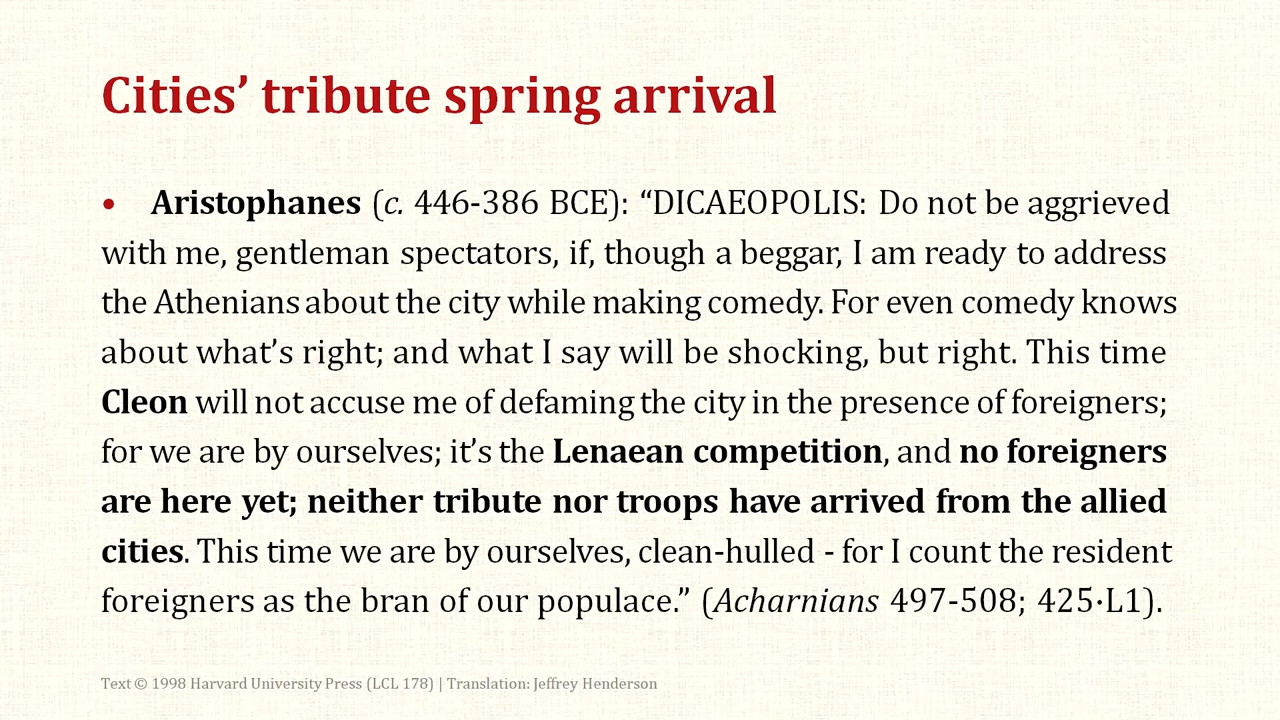 Cities’ tribute spring arrival
• Aristophanes (c. 446-386 BCE): “DICAEOPOLIS: Do not be aggrieved
with me, gentleman spectators, if, though a beggar, I am ready to address
the Athenians about the city while making comedy. For even comedy knows
about what’s right; and what I say will be shocking, but right. This time
Cleon will not accuse me of defaming the city in the presence of foreigners;
for we are by ourselves; it’s the Lenaean competition, and no foreigners
are here yet; neither tribute nor troops have arrived from the allied
cities. This time we are by ourselves, clean-hulled - for I count the resident
foreigners as the bran of our populace.” (Acharnians 497-508; 425·L1).
Text © 1998 Harvard University Press (LCL 178) | Translation: Jeffrey Henderson